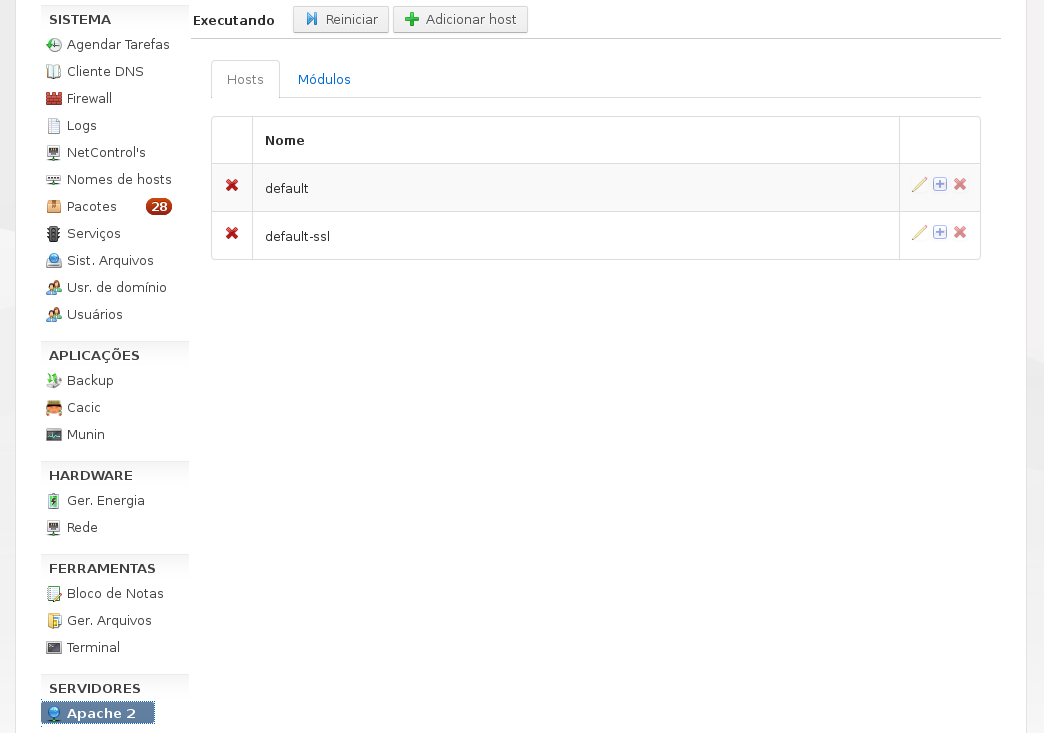 SISTEMA
Agendar Tarefas
Cliente DNS
Firewall
Logs
NetControl's
Nomes de hosts
Pacotes 28
Serviços
Sist. Arquivos
Usr. de domínio
Usuários
APLICAÇÕES
Backup
Cacic
Munin
HARDWARE
Ger. Energia
Rede
FERRAMENTAS
Bloco de Notas
Ger. Arquivos
Terminal
SERVIDORES
Apache 2
Executando Reiniciar Adicionar host
Hosts Módulos
Nome
default
default-ssl